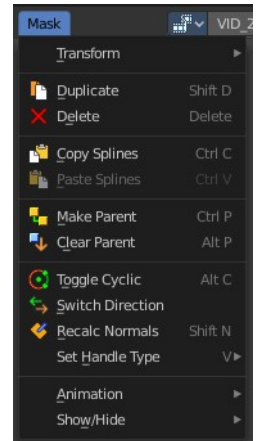 Mask VID_2
Transform
Duplicate Shift D
Delete Delete
Copy Splines Ctrl C
Paste Splines Ctrl V
Make Parent Ctrl P
Clear Parent Alt P
Toggle Cyclic Alt C
Switch Direction
Recalc Normals Shift N
Set Handle Type V
Animation
Show/Hide